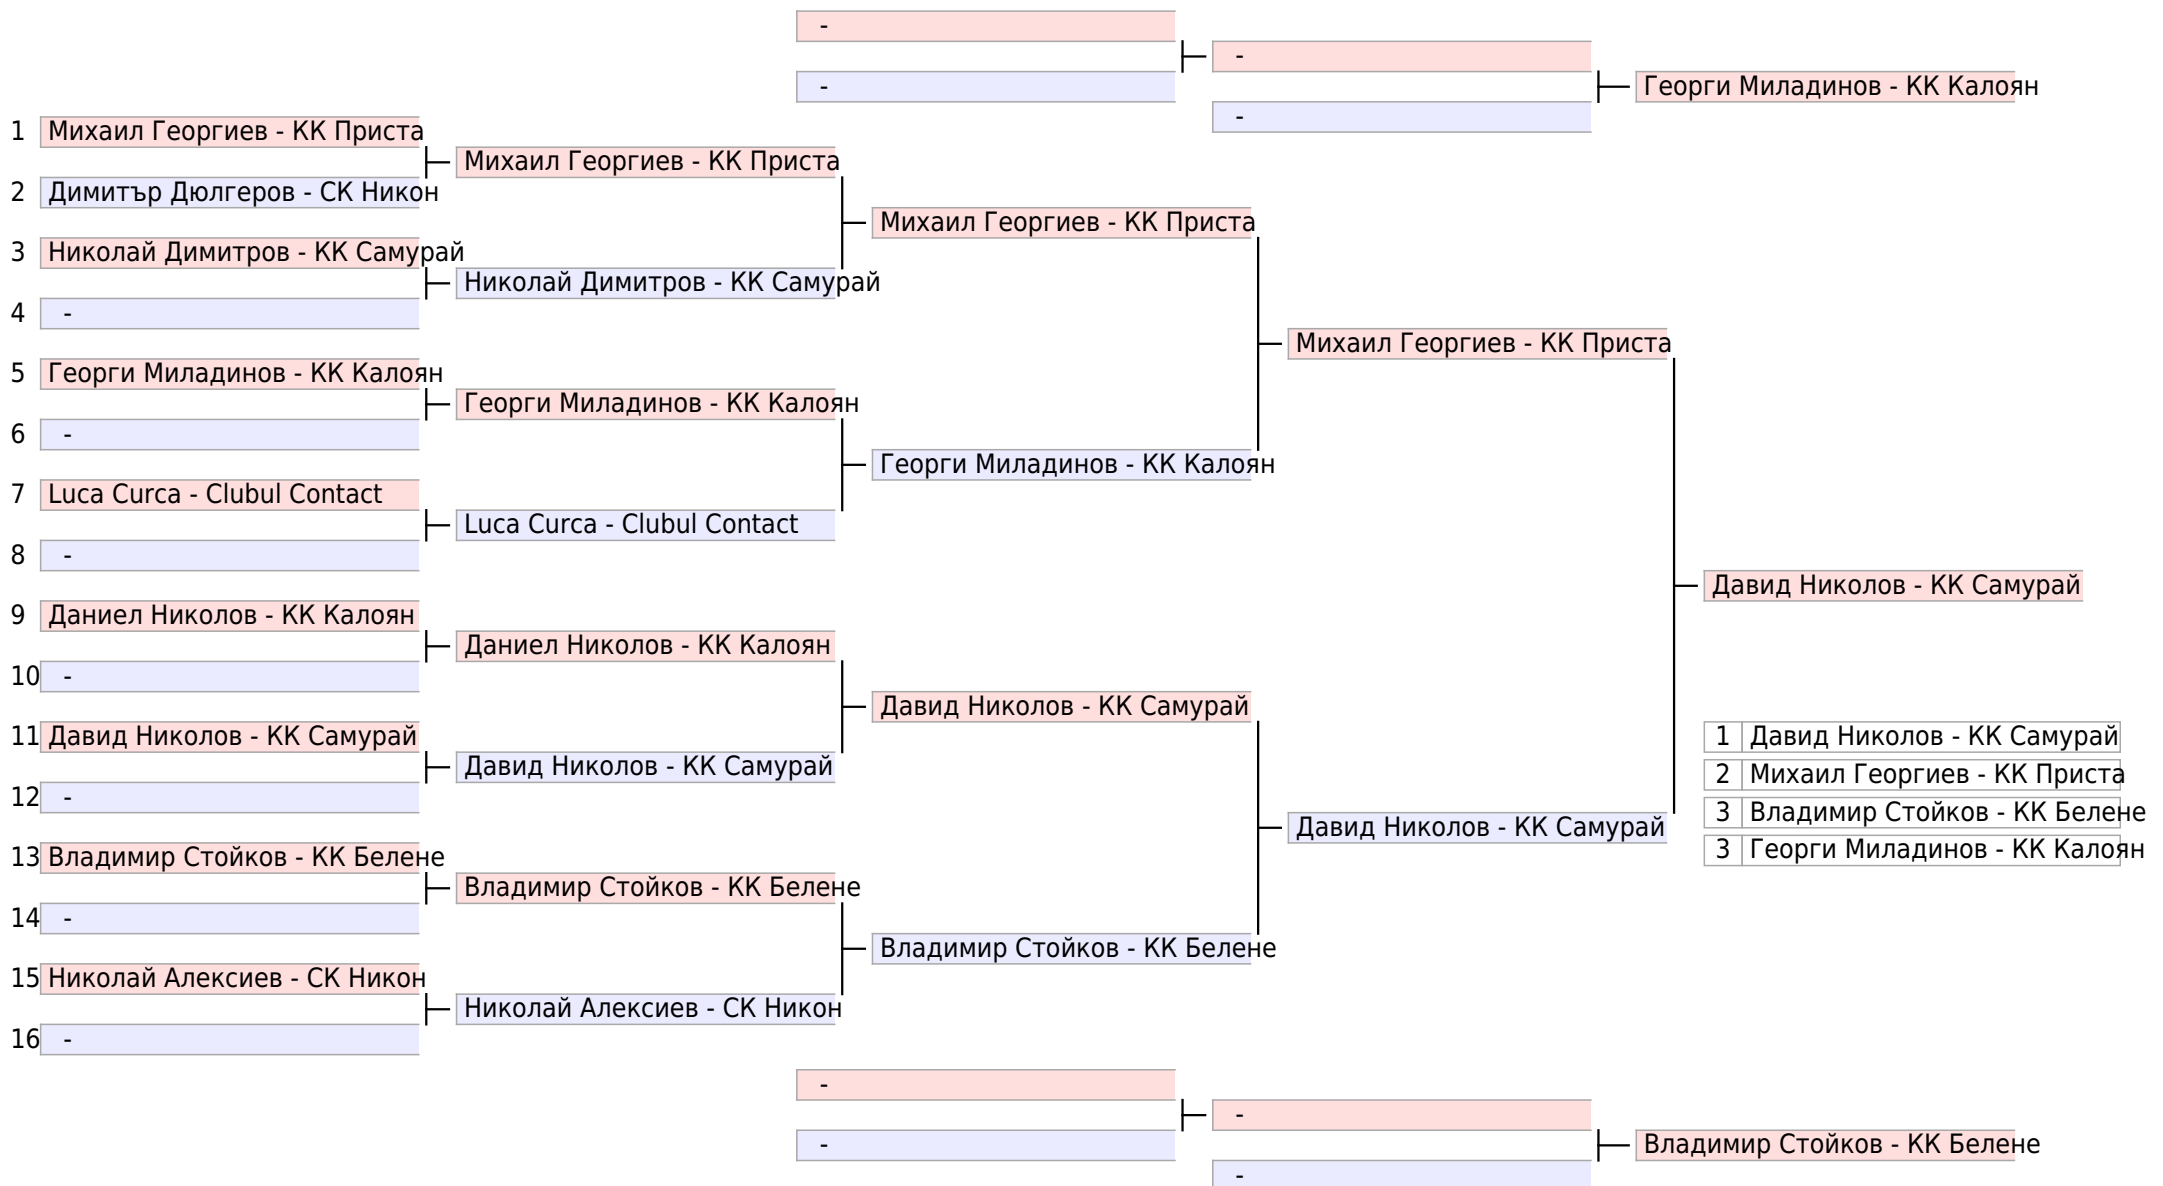 -
-
-
-
Георги Миладинов - КК Калоян
1 Михаил Георгиев - КК Приста
2 Димитър Дюлгеров - СК Никон
3 Николай Димитров - КК Самурай
4 -
5 Георги Миладинов - КК Калоян
6 -
7 Luca Curca - Clubul Contact
8 -
9 Даниел Николов - КК Калоян
10 -
11 Давид Николов - КК Самурай
12 -
13 Владимир Стойков - КК Белене
14 -
15 Николай Алексиев - СК Никон
16 -
Михаил Георгиев - КК Приста
Николай Димитров - КК Самурай
Георги Миладинов - КК Калоян
Luca Curca - Clubul Contact
Даниел Николов - КК Калоян
Давид Николов - КК Самурай
Владимир Стойков - КК Белене
Николай Алексиев - СК Никон
Михаил Георгиев - КК Приста
Георги Миладинов - КК Калоян
Давид Николов - КК Самурай
Владимир Стойков - КК Белене
Михаил Георгиев - КК Приста
Давид Николов - КК Самурай
Давид Николов - КК Самурай
1 Давид Николов - КК Самурай
2 Михаил Георгиев - КК Приста
3 Владимир Стойков - КК Белене
3 Георги Миладинов - КК Калоян
-
-
-
-
Владимир Стойков - КК Белене